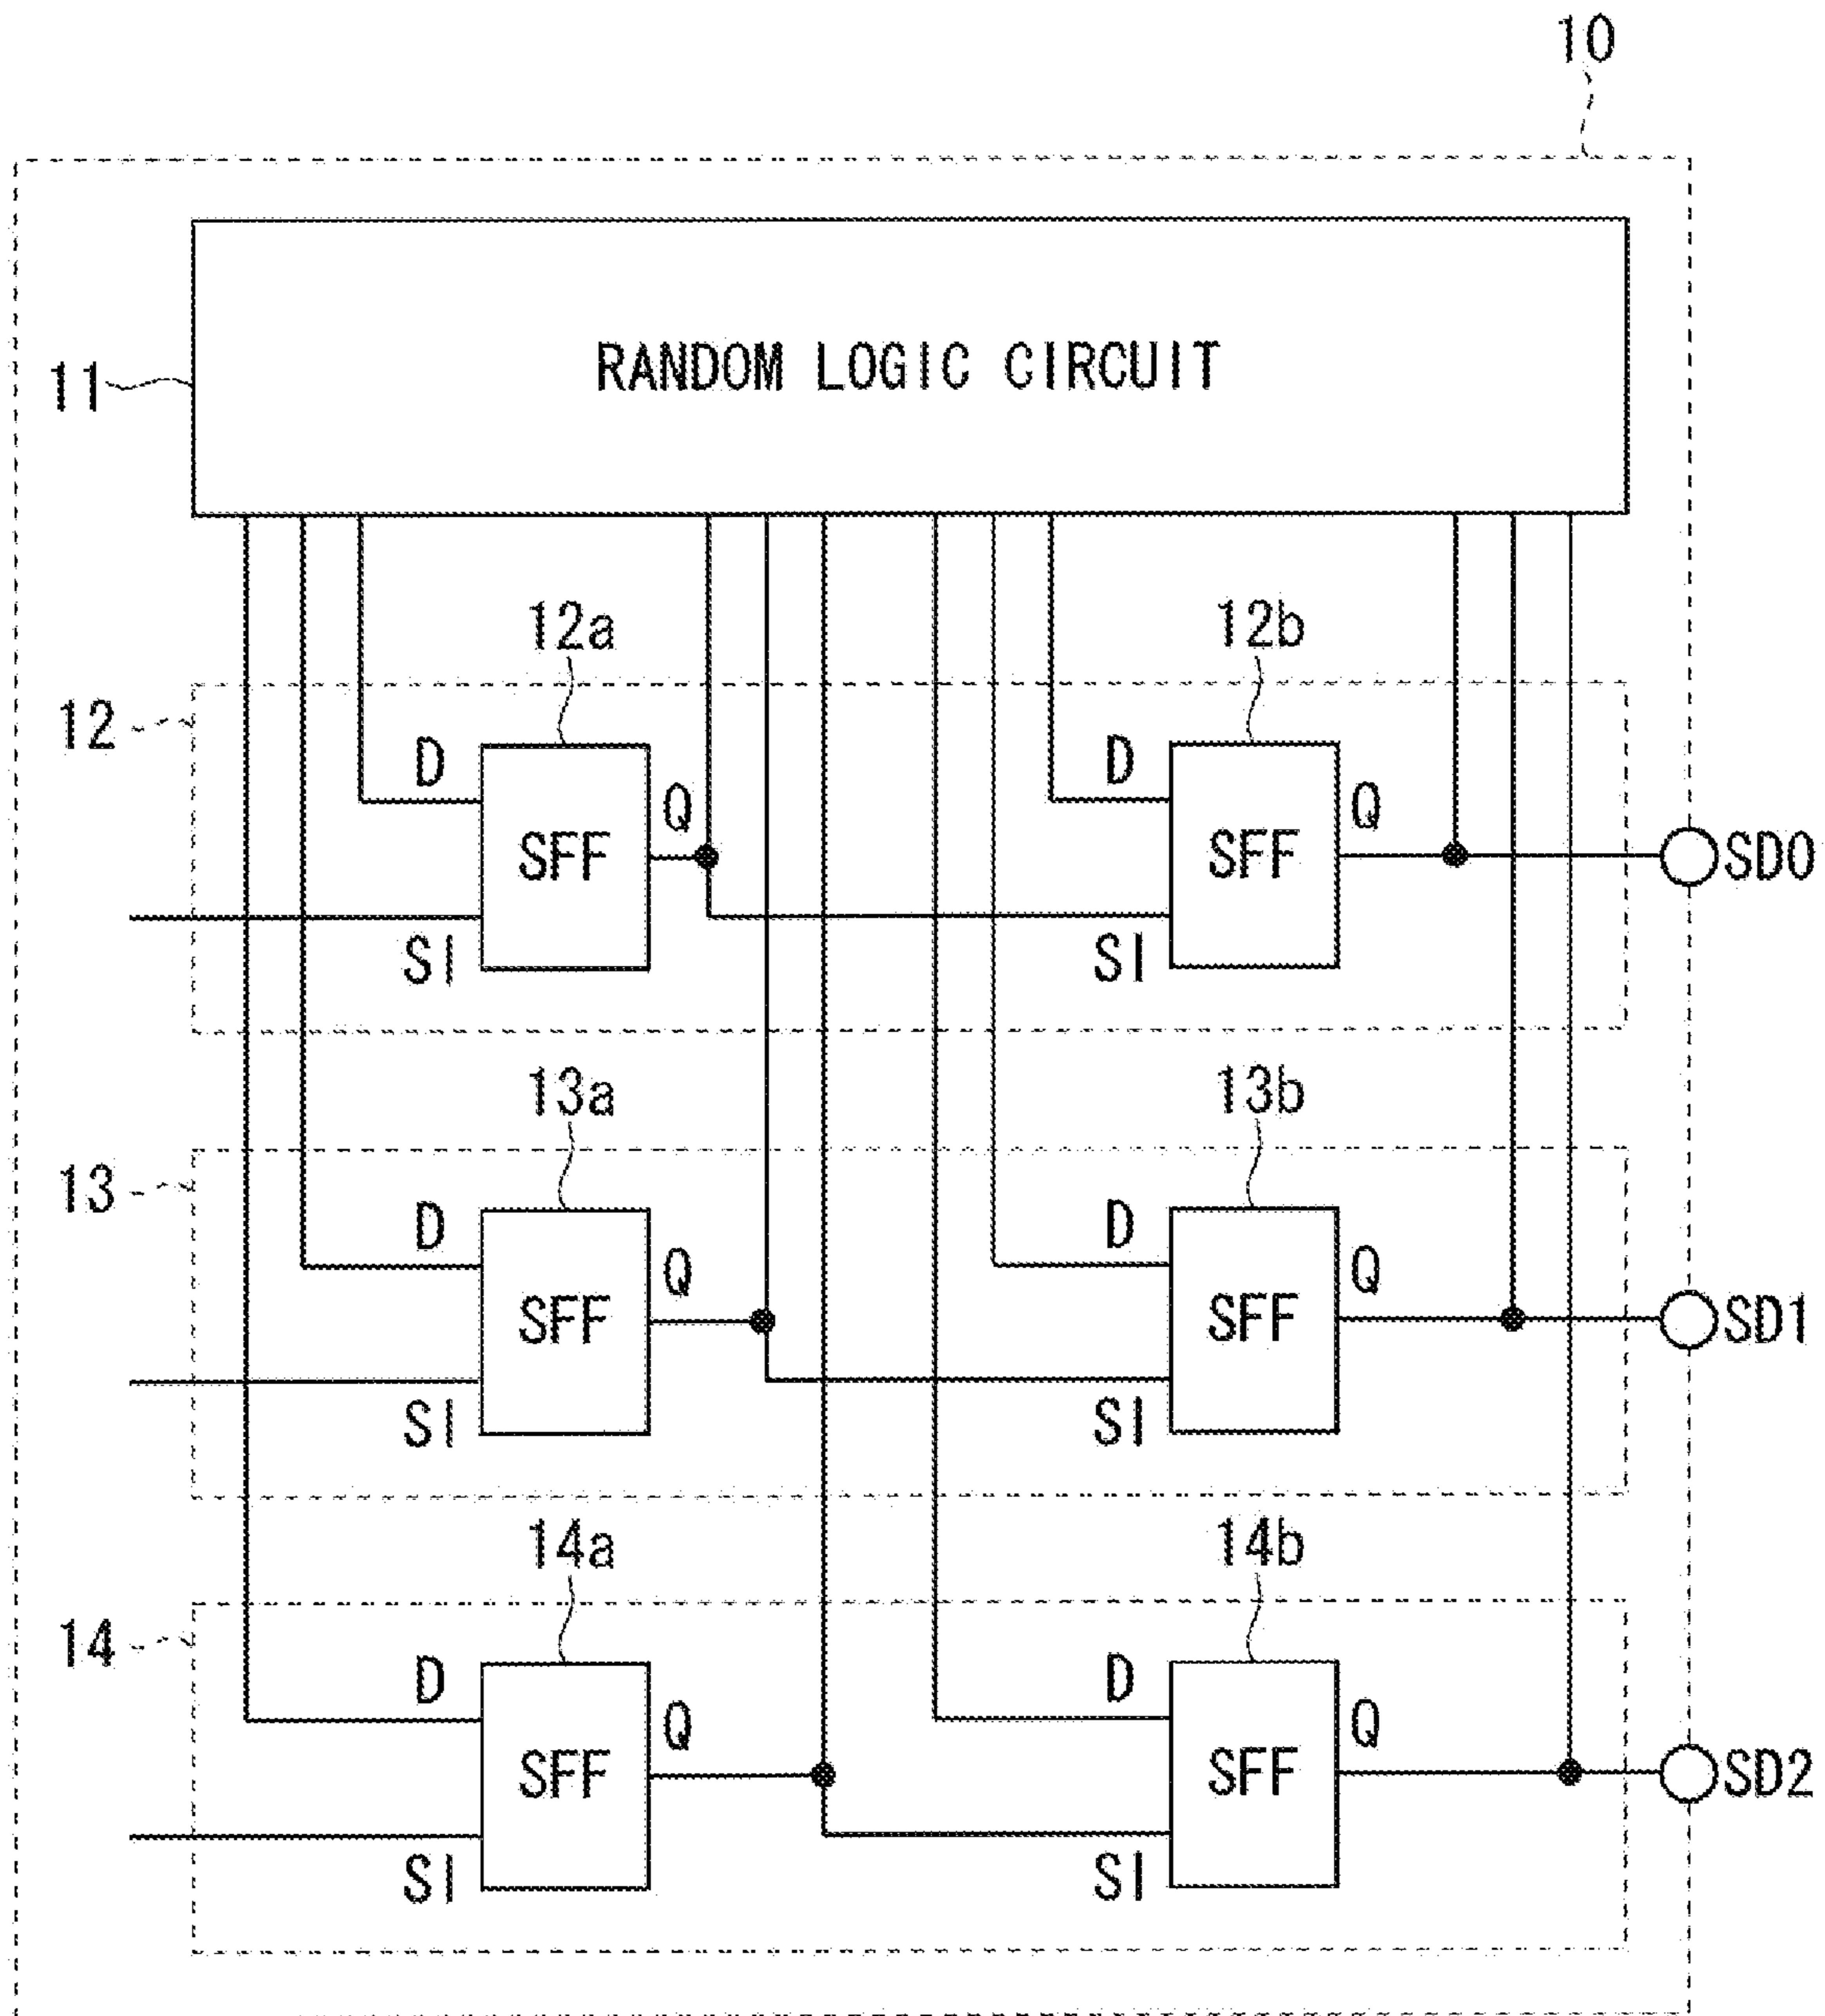 10
RANDOM LOGIC CIRCUIT
11
12a
12b
12
D
Q
SFF
SI
D
Q
SFF
SI
SD0
13a
13b
13
D
Q
SFF
SI
D
Q
SFF
SI
SD1
14a
14b
14
D
Q
SFF
SI
D
Q
SFF
SI
SD2